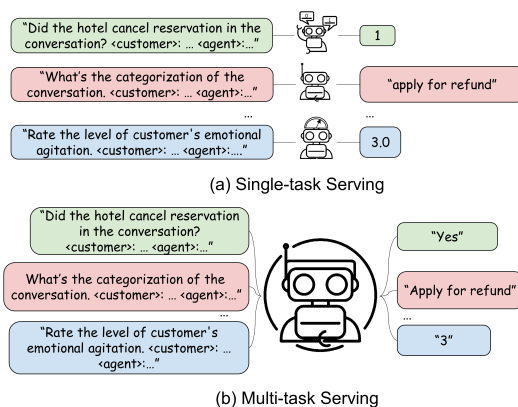 “Did the hotel cancel reservation in the
conversation? <customer>: … <agent>:…”
1
“What’s the categorization of the
conversation. <customer>: … <agent>:…”
“apply for refund”
…
…
“Rate the level of customer's emotional
agitation. <customer>: … <agent>:….”
3.0
(a) Single-task Serving
“Did the hotel cancel reservation
in the conversation?
<customer>: … <agent>:…”
“Yes”
What’s the categorization of the
conversation. <customer>: … <agent>:…”
“Apply for refund”
…
…
“Rate the level of customer's
emotional agitation. <customer>: …
<agent>:…”
“3”
(b) Multi-task Serving